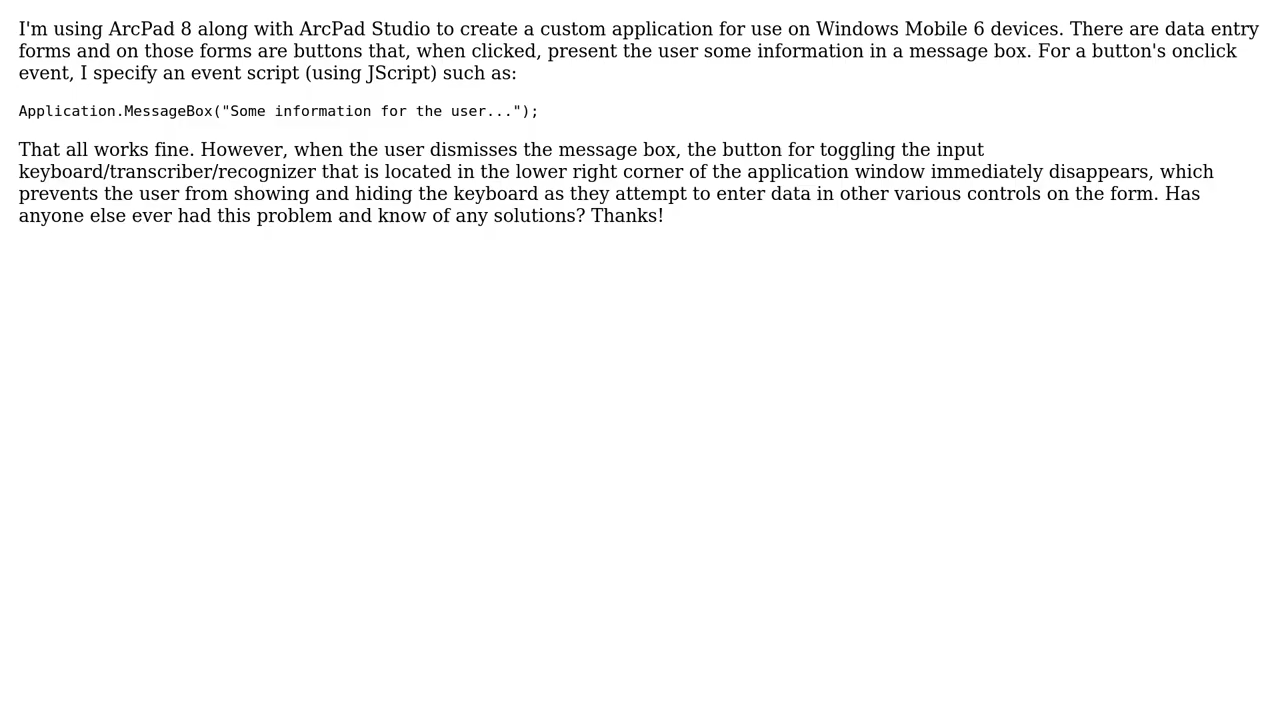 I'm using ArcPad 8 along with ArcPad Studio to create a custom application for use on Windows Mobile 6 devices. There are data entry
forms and on those forms are buttons that, when clicked, present the user some information in a message box. For a button's onclick
event, I specify an event script (using JScript) such as:
Application.MessageBox("Some information for the user...");
That all works fine. However, when the user dismisses the message box, the button for toggling the input
keyboard/transcriber/recognizer that is located in the lower right corner of the application window immediately disappears, which
prevents the user from showing and hiding the keyboard as they attempt to enter data in other various controls on the form. Has
anyone else ever had this problem and know of any solutions? Thanks!